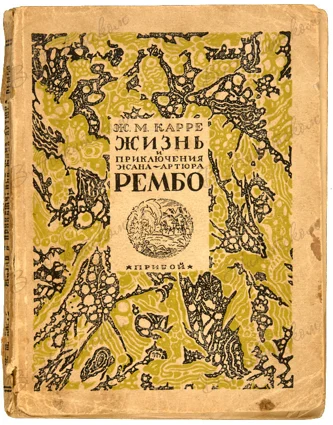 Ж. М. КАРРЕ
ЖИЗНЬ
И
ПРИКЛЮЧЕНИЯ
ЖАНА-АРТЮРА
РЕМБО
★ПРИБОЙ★